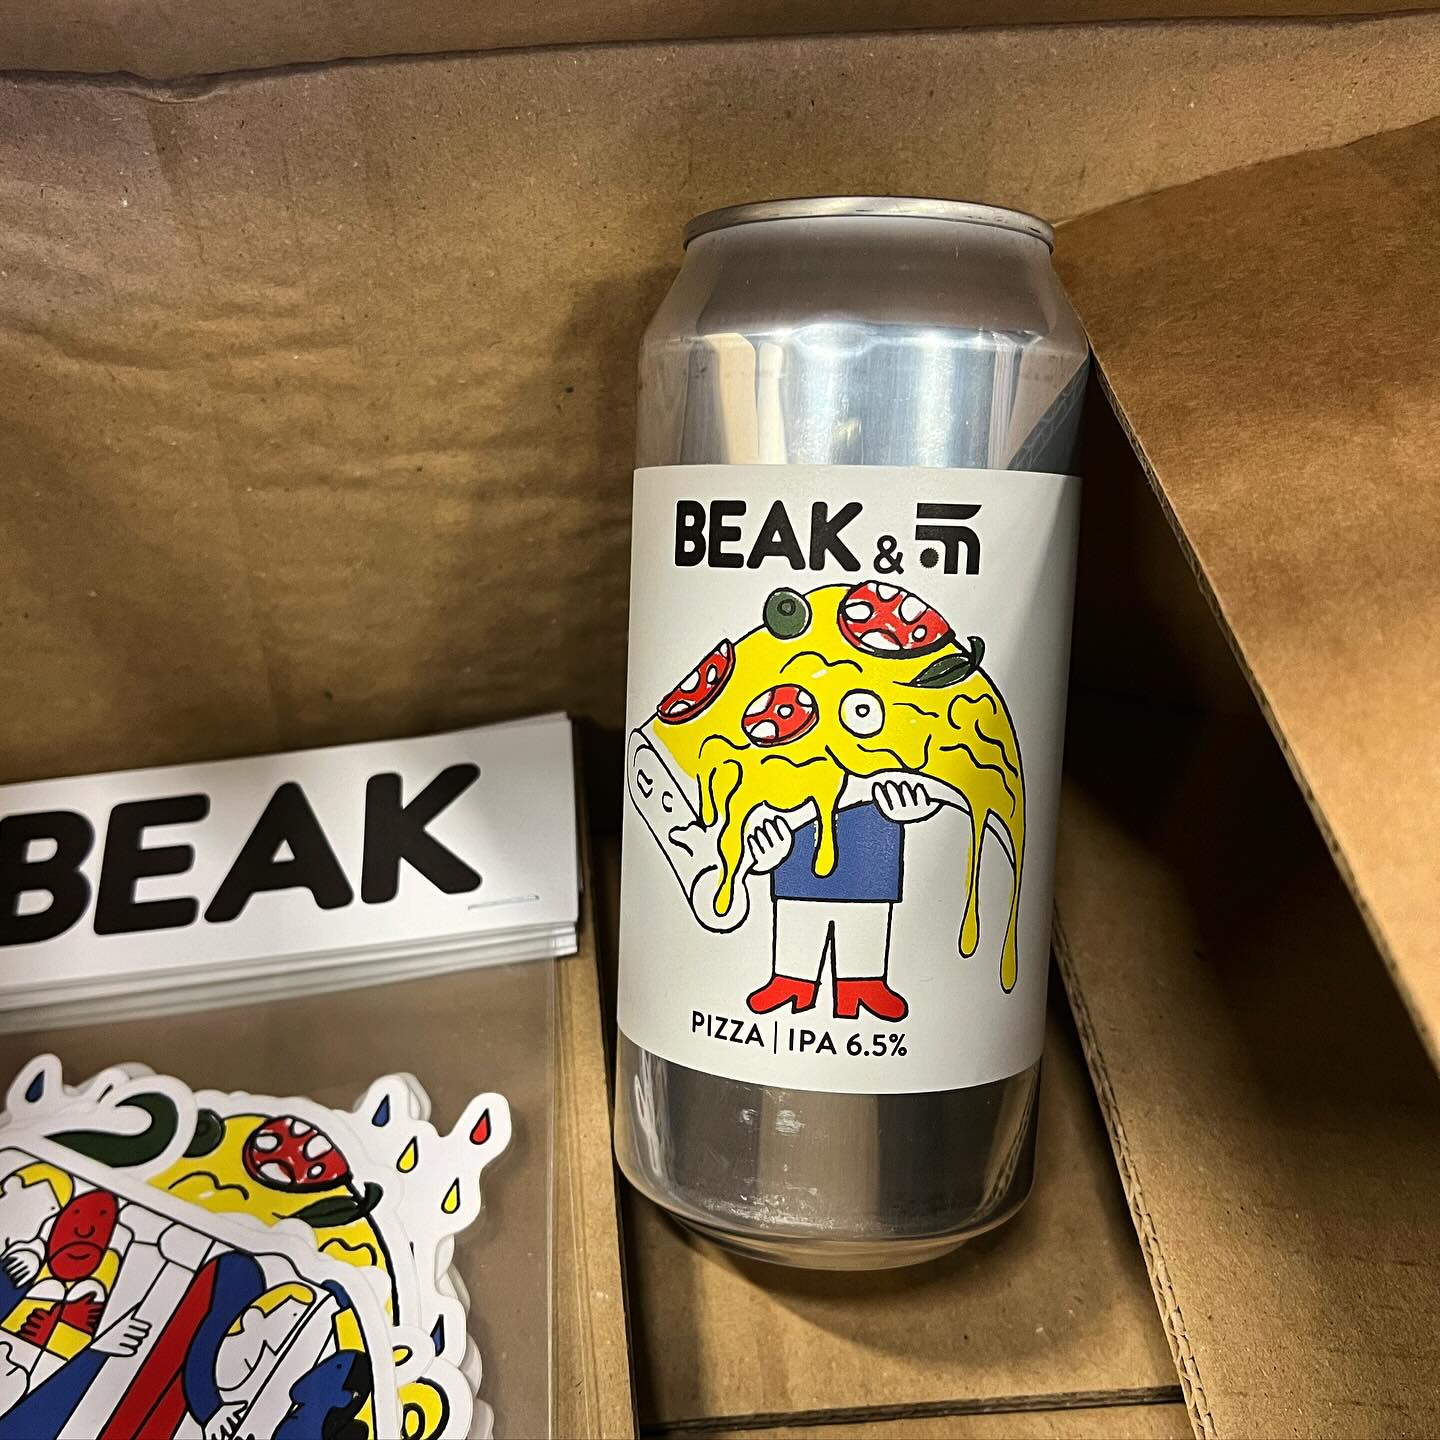 BEAK &
PIZZA | IPA 6.5%
BEAK